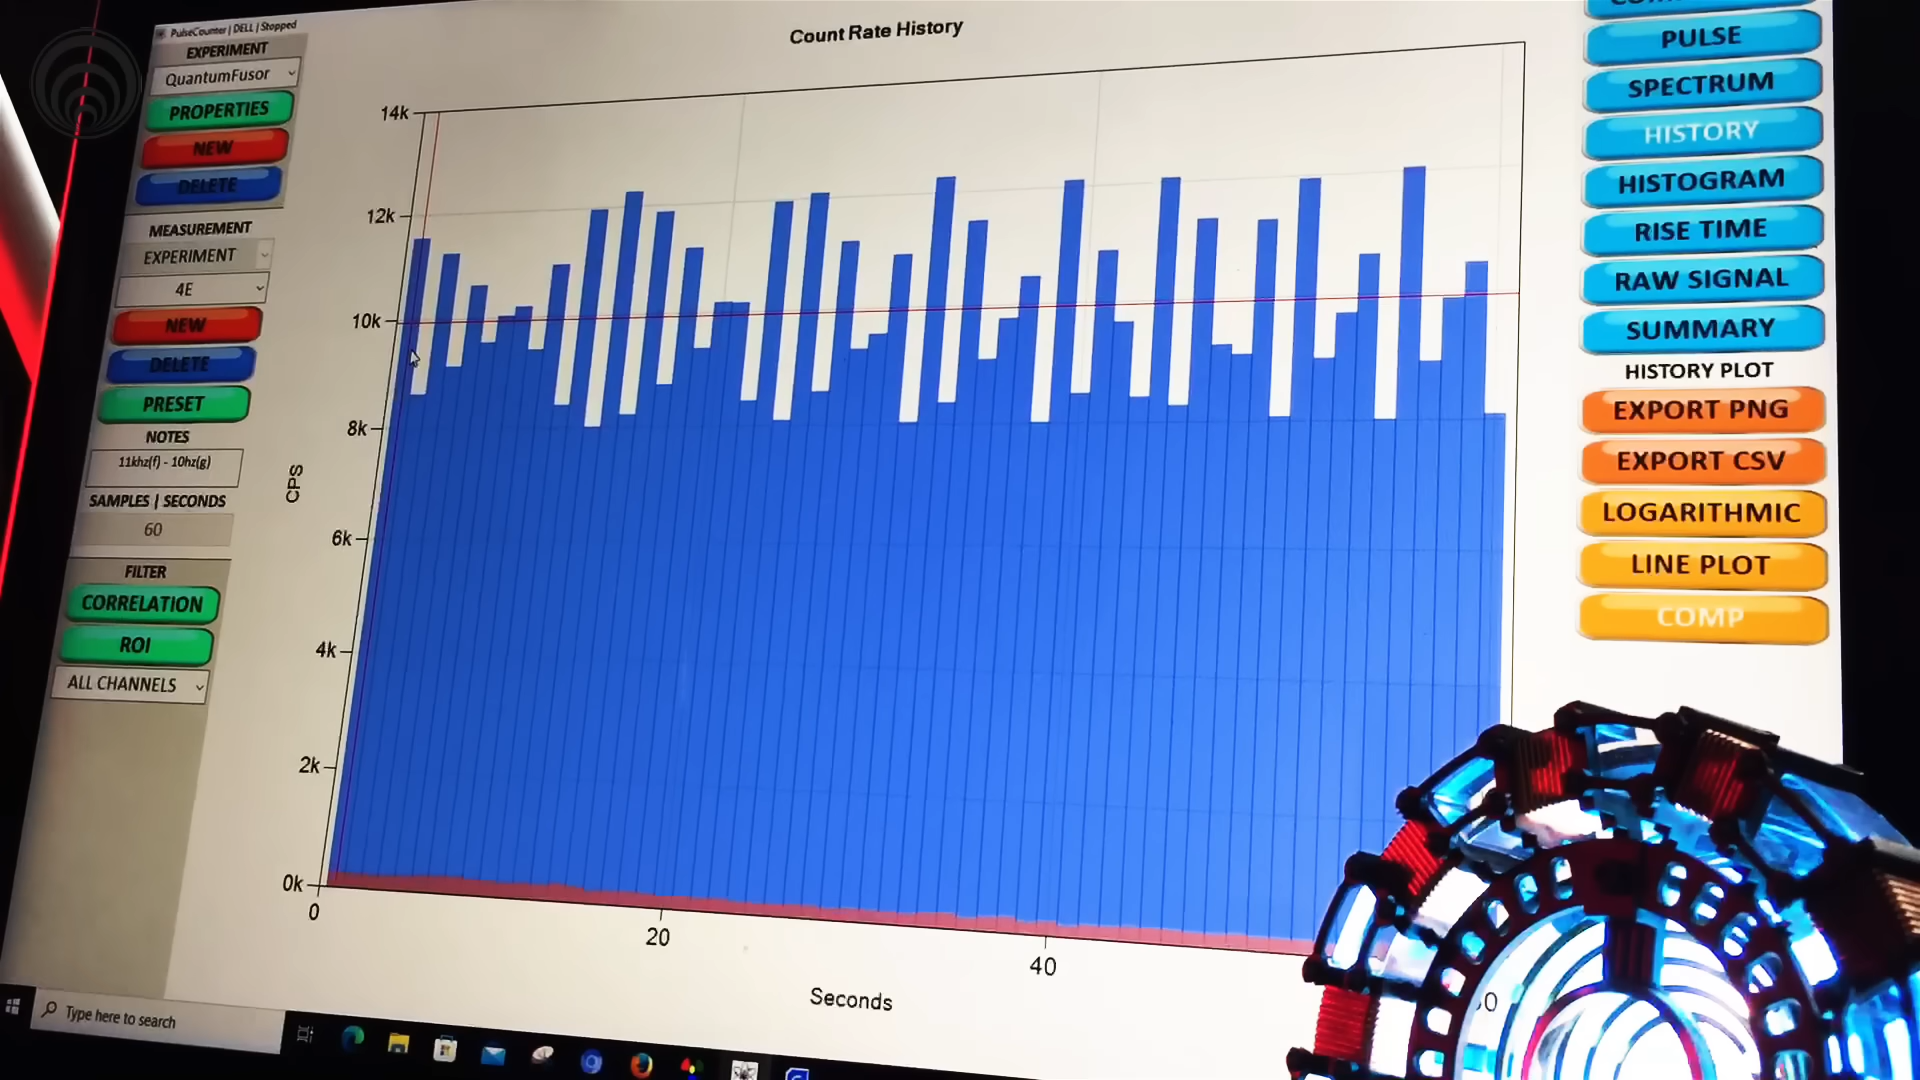 PulseCounter | DELL | Stopped
EXPERIMENT
QuantumFusor
PROPERTIES
NEW
DELETE
MEASUREMENT
EXPERIMENT
4E
NEW
DELETE
PRESET
NOTES
11khz(f) - 10hz(g)
SAMPLES | SECONDS
60
FILTER
CORRELATION
ROI
ALL CHANNELS
Count Rate History
14k
12k
10k
8k
6k
4k
2k
0k
CPS
0
20
40
Seconds
PULSE
SPECTRUM
HISTORY
HISTOGRAM
RISE TIME
RAW SIGNAL
SUMMARY
HISTORY PLOT
EXPORT PNG
EXPORT CSV
LOGARITHMIC
LINE PLOT
COMP
Type here to search